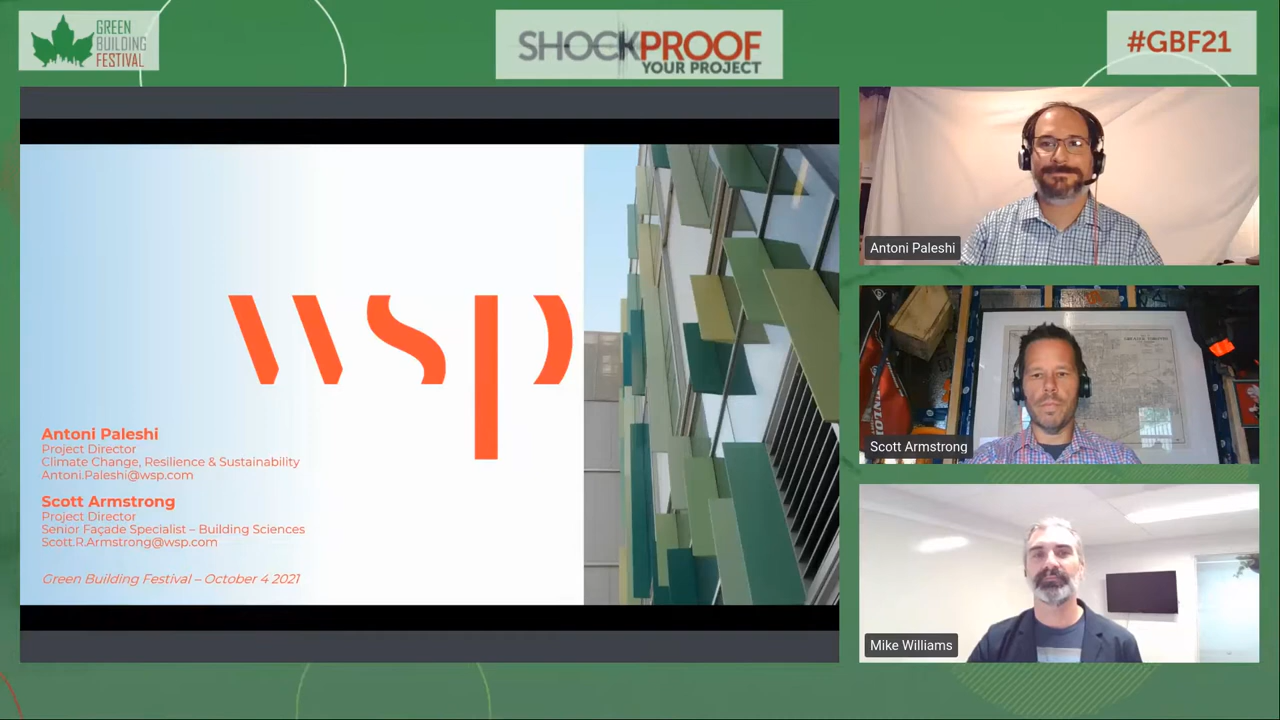 GREEN
BUILDING
FESTIVAL
SHOCKPROOF
YOUR PROJECT
#GBF21
wsp
Antoni Paleshi
Project Director
Climate Change, Resilience & Sustainability
Antoni.Paleshi@wsp.com
Scott Armstrong
Project Director
Senior Façade Specialist – Building Sciences
Scott.R.Armstrong@wsp.com
Green Building Festival – October 4 2021
Antoni Paleshi
Scott Armstrong
Mike Williams